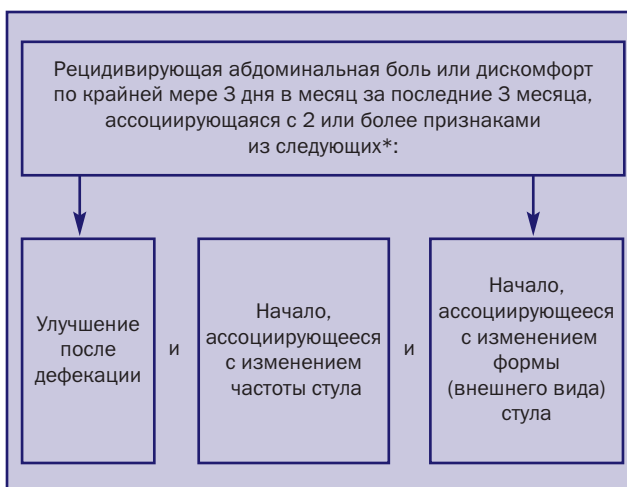 Рецидивирующая абдоминальная боль или дискомфорт
по крайней мере 3 дня в месяц за последние 3 месяца,
ассоциирующаяся с 2 или более признаками
из следующих*:
Улучшение
после
дефекации
и
Начало,
ассоциирующееся
с изменением
частоты стула
и
Начало,
ассоциирующееся
с изменением
формы
(внешнего вида)
стула